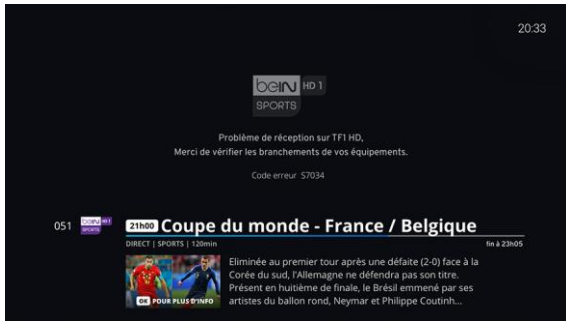 20:33
beIN HD 1
SPORTS
Problème de réception sur TF1 HD,
Merci de vérifier les branchements de vos équipements.
Code erreur S7034
051 beIN HD 1 SPORTS 21h00 Coupe du monde - France / Belgique
DIRECT | SPORTS | 120min fin à 23h05
Eliminée au premier tour après une défaite (2-0) face à la
Corée du sud, l'Allemagne ne défendra pas son titre.
Présent en huitième de finale, le Brésil emmené par ses
artistes du ballon rond, Neymar et Philippe Coutinh...
OK POUR PLUS D'INFO